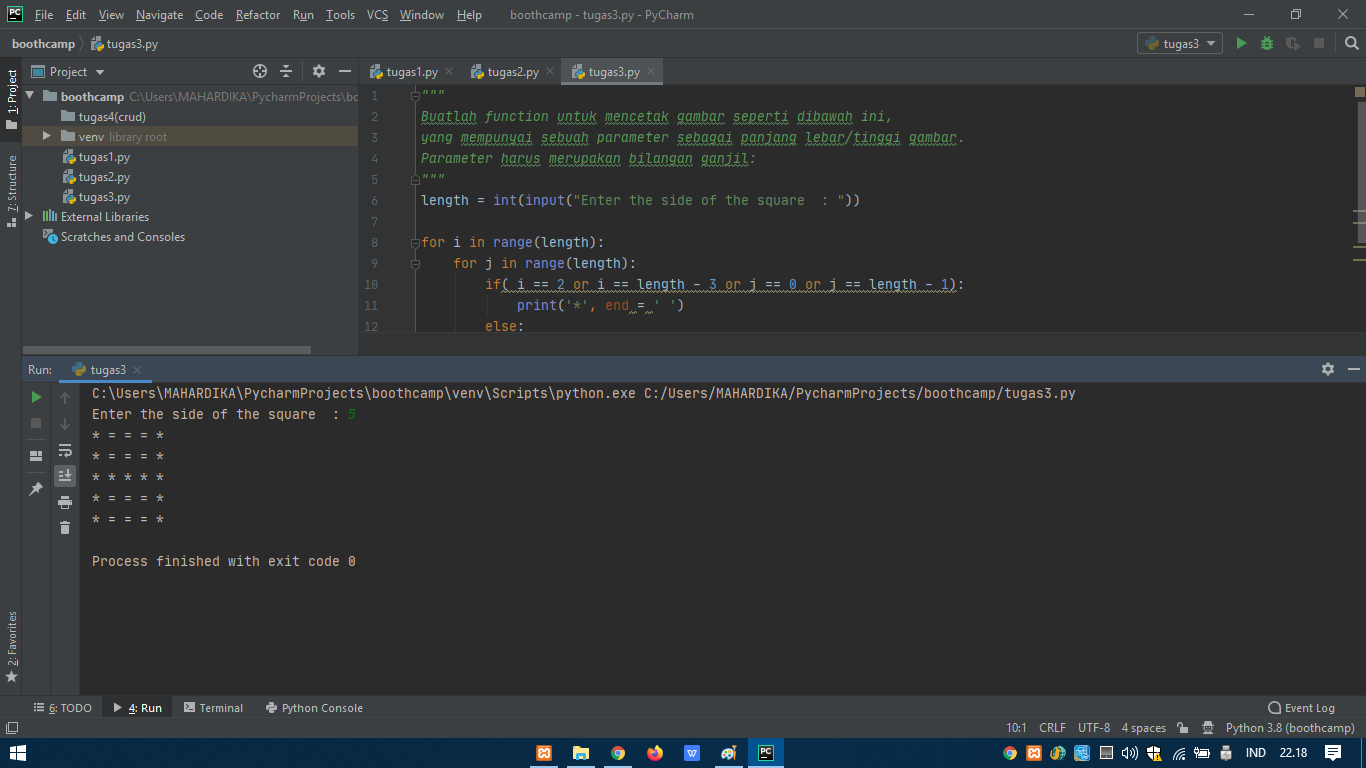 PC File Edit View Navigate Code Refactor Run Tools VCS Window Help boothcamp - tugas3.py - PyCharm
boothcamp tugas3.py tugas3
Project tugas1.py tugas2.py tugas3.py
1: Project
boothcamp C:\Users\MAHARDIKA\PycharmProjects\bo
tugas4(crud)
venv library root
tugas1.py
tugas2.py
tugas3.py
External Libraries
Scratches and Consoles
7: Structure
1 """
2 Buatlah function untuk mencetak gambar seperti dibawah ini,
3 yang mempunyai sebuah parameter sebagai panjang lebar/tinggi gambar.
4 Parameter harus merupakan bilangan ganjil:
5 """
6 length = int(input("Enter the side of the square  : "))
7
8 for i in range(length):
9     for j in range(length):
10         if( i == 2 or i == length - 3 or j == 0 or j == length - 1):
11             print('*', end = ' ')
12         else:
Run: tugas3
C:\Users\MAHARDIKA\PycharmProjects\boothcamp\venv\Scripts\python.exe C:/Users/MAHARDIKA/PycharmProjects/boothcamp/tugas3.py
Enter the side of the square  : 5
* = = = *
* = = = *
* * * * *
* = = = *
* = = = *
Process finished with exit code 0
2: Favorites
6: TODO 4: Run Terminal Python Console Event Log
10:1 CRLF UTF-8 4 spaces Python 3.8 (boothcamp)
PC IND 22.18